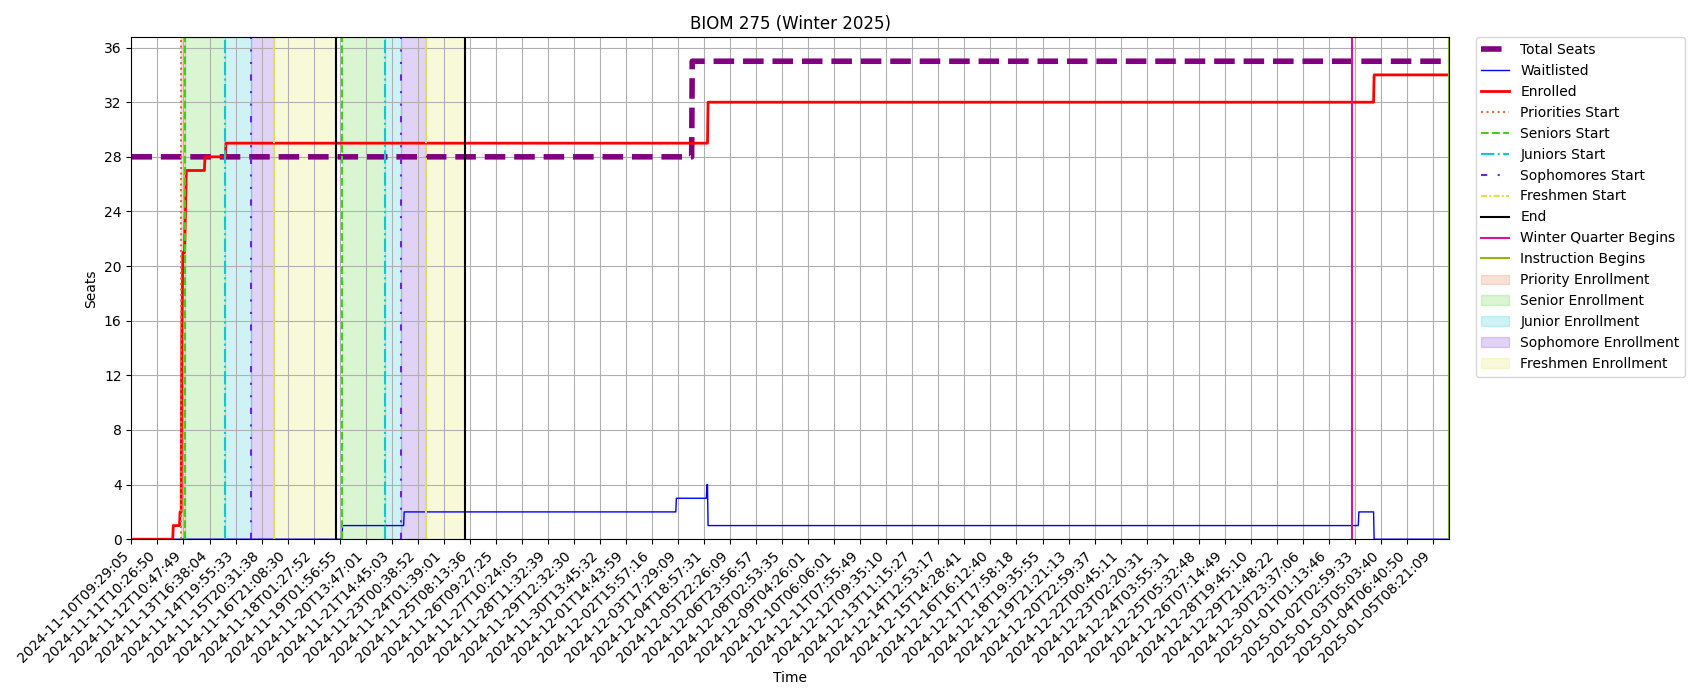 BIOM 275 (Winter 2025)
Seats
36
32
28
24
20
16
12
8
4
0
2024-11-10T09:29:05
2024-11-11T10:26:50
2024-11-12T10:47:49
2024-11-13T16:38:04
2024-11-14T19:55:33
2024-11-15T20:31:38
2024-11-16T21:08:30
2024-11-18T01:27:52
2024-11-19T01:56:55
2024-11-20T13:47:01
2024-11-21T14:45:03
2024-11-23T00:38:52
2024-11-24T01:39:01
2024-11-25T08:13:36
2024-11-26T09:27:25
2024-11-27T10:24:05
2024-11-28T11:32:39
2024-11-29T12:32:30
2024-11-30T13:45:32
2024-12-01T14:43:59
2024-12-02T15:57:16
2024-12-03T17:29:09
2024-12-04T18:57:31
2024-12-05T22:26:09
2024-12-06T23:56:57
2024-12-08T02:53:35
2024-12-09T04:26:01
2024-12-10T06:06:01
2024-12-11T07:55:49
2024-12-12T09:35:10
2024-12-13T11:15:27
2024-12-14T12:53:17
2024-12-15T14:28:41
2024-12-16T16:12:40
2024-12-17T17:58:18
2024-12-18T19:35:55
2024-12-19T21:21:13
2024-12-20T22:59:37
2024-12-22T00:45:11
2024-12-23T02:20:31
2024-12-24T03:55:31
2024-12-25T05:32:48
2024-12-26T07:14:49
2024-12-28T19:45:10
2024-12-29T21:48:22
2024-12-30T23:37:06
2025-01-01T01:13:46
2025-01-02T02:59:33
2025-01-03T05:03:40
2025-01-04T06:40:50
2025-01-05T08:21:09
Time
Total Seats
Waitlisted
Enrolled
Priorities Start
Seniors Start
Juniors Start
Sophomores Start
Freshmen Start
End
Winter Quarter Begins
Instruction Begins
Priority Enrollment
Senior Enrollment
Junior Enrollment
Sophomore Enrollment
Freshmen Enrollment